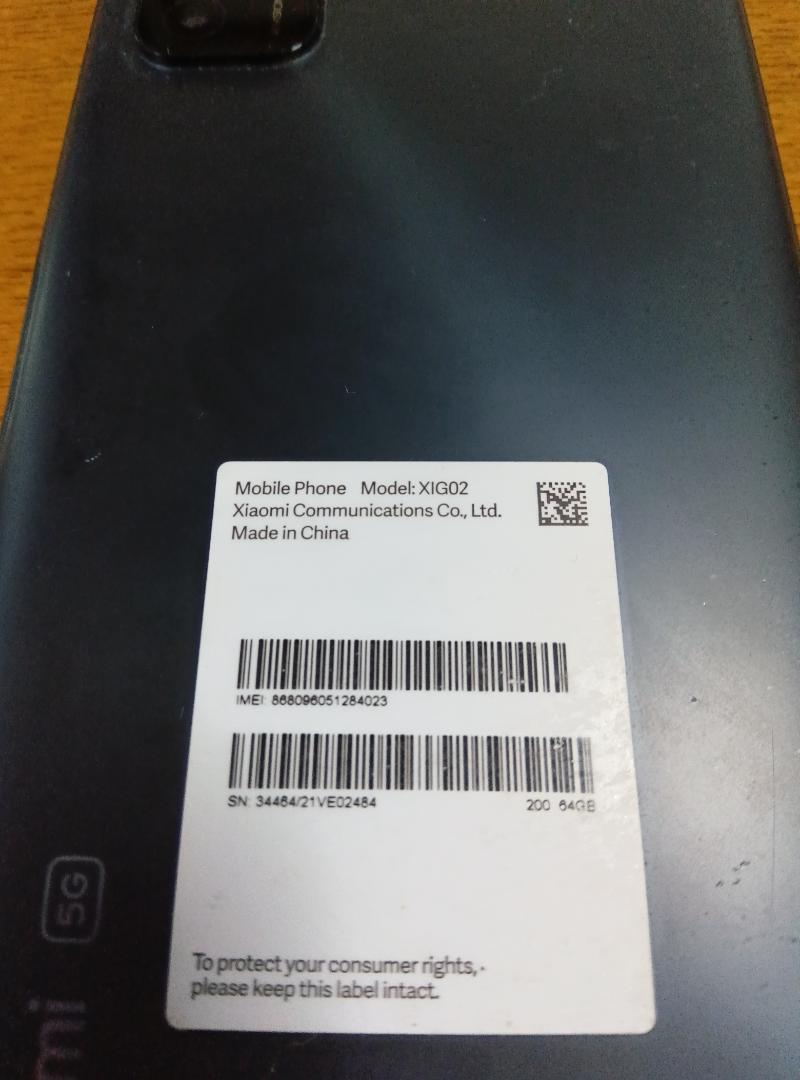 Mobile Phone Model: XIG02
Xiaomi Communications Co., Ltd.
Made in China
IMEI: 868096051284023
SN: 34464/21VE02484 200 64GB
To protect your consumer rights,
please keep this label intact.
5G
mi